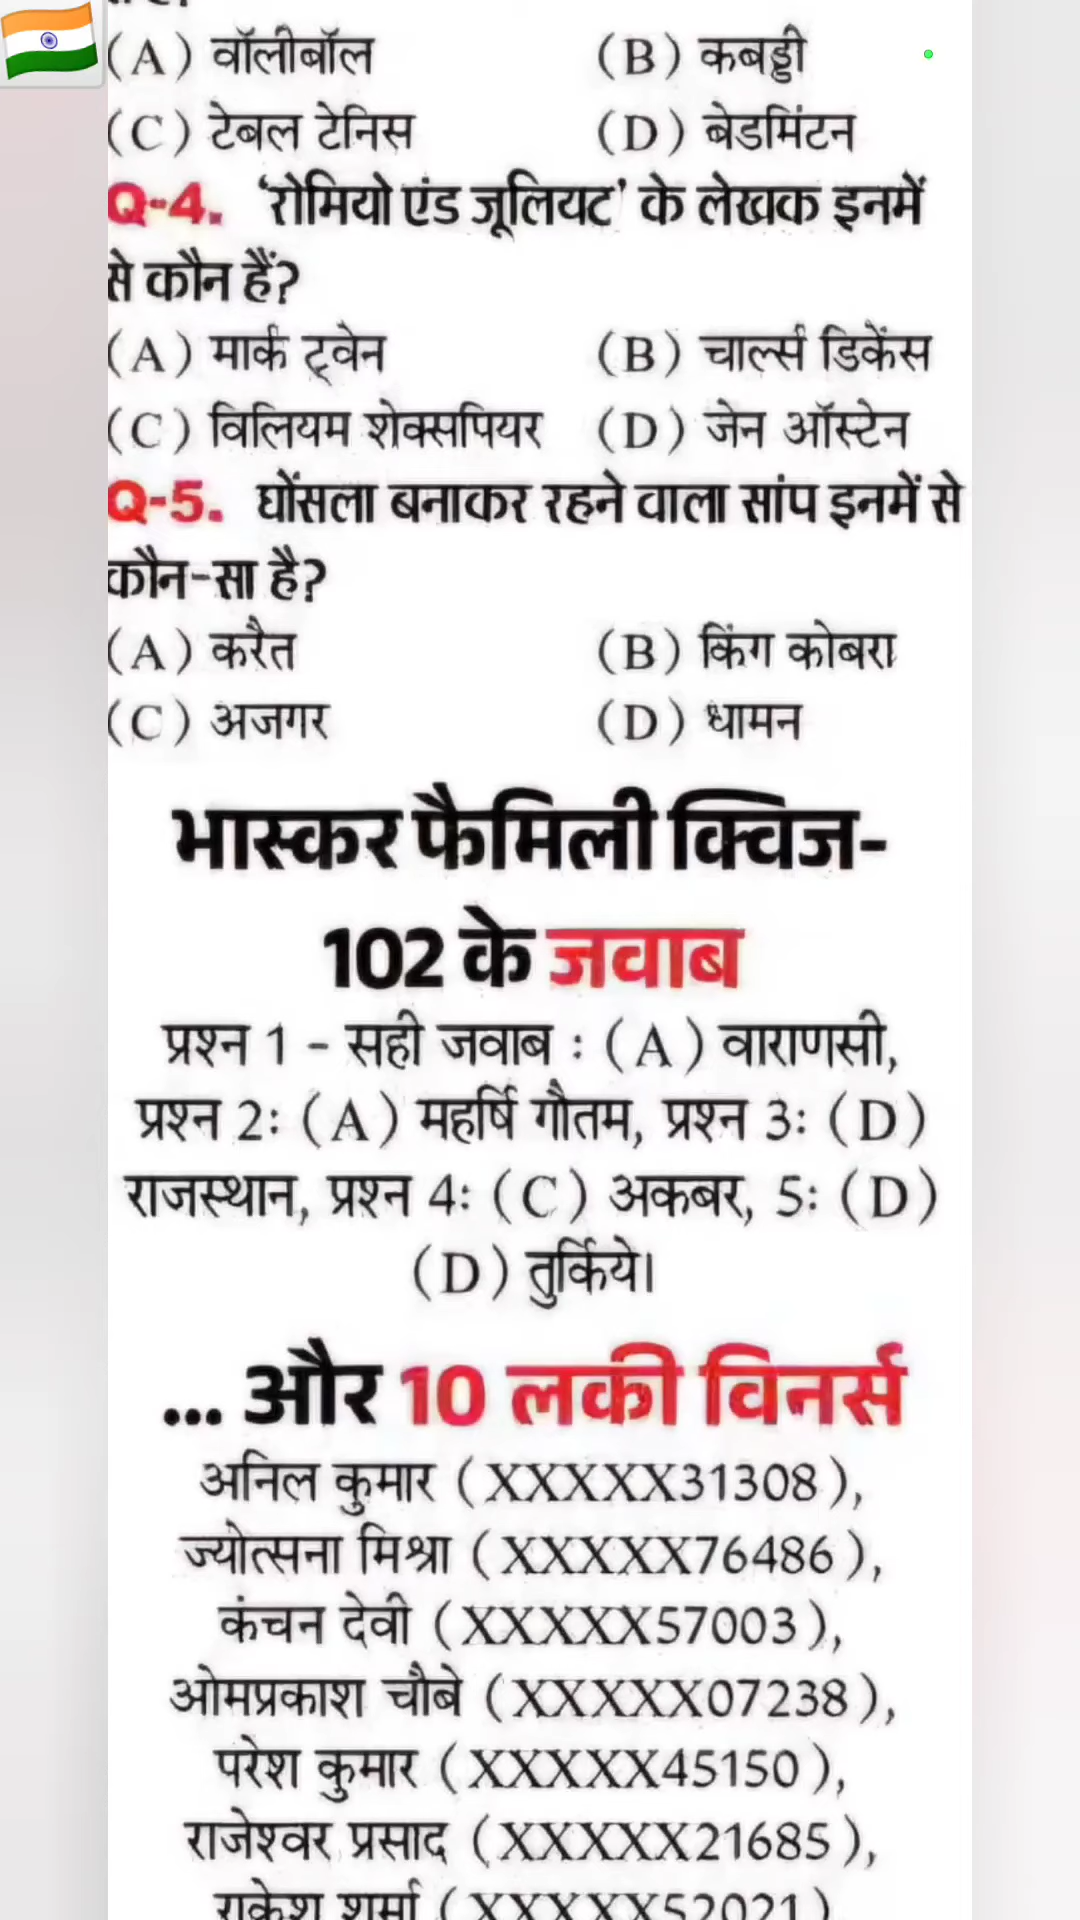 (A) वॉलीबॉल (B) कबड्डी
(C) टेबल टेनिस (D) बेडमिंटन
Q-4. 'रोमियो एंड जूलियट' के लेखक इनमें
से कौन हैं?
(A) मार्क ट्वेन (B) चार्ल्स डिकेंस
(C) विलियम शेक्सपियर (D) जेन ऑस्टेन
Q-5. घोंसला बनाकर रहने वाला सांप इनमें से
कौन-सा है?
(A) करैत (B) किंग कोबरा
(C) अजगर (D) धामन
भास्कर फैमिली क्विज-
102 के जवाब
प्रश्न 1 - सही जवाब : (A) वाराणसी,
प्रश्न 2: (A) महर्षि गौतम, प्रश्न 3: (D)
राजस्थान, प्रश्न 4: (C) अकबर, 5: (D)
(D) तुर्किये।
... और 10 लकी विनर्स
अनिल कुमार (XXXXX31308),
ज्योत्सना मिश्रा (XXXXX76486),
कंचन देवी (XXXXX57003),
ओमप्रकाश चौबे (XXXXX07238),
परेश कुमार (XXXXX45150),
राजेश्वर प्रसाद (XXXXX21685),
राकेश शर्मा (XXXXX52021)